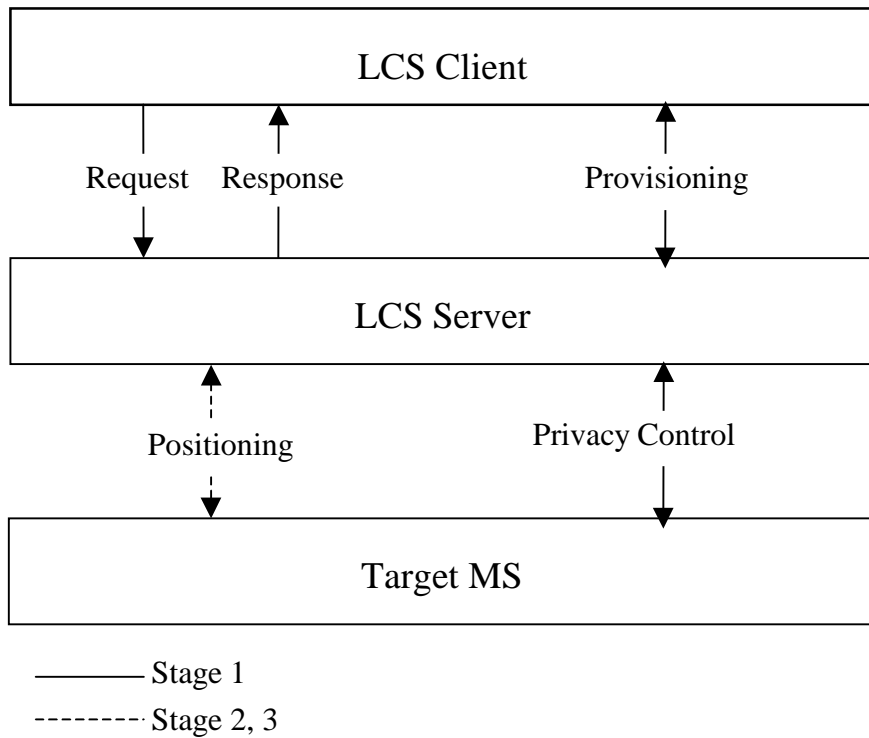 LCS Client
Request Response Provisioning
LCS Server
Positioning Privacy Control
Target MS
Stage 1
Stage 2, 3